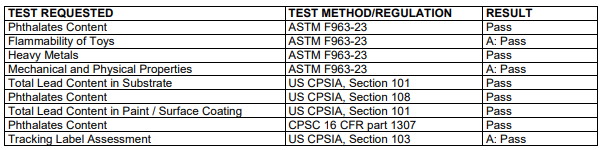 TEST REQUESTED TEST METHOD/REGULATION RESULT
Phthalates Content ASTM F963-23 Pass
Flammability of Toys ASTM F963-23 A: Pass
Heavy Metals ASTM F963-23 Pass
Mechanical and Physical Properties ASTM F963-23 A: Pass
Total Lead Content in Substrate US CPSIA, Section 101 Pass
Phthalates Content US CPSIA, Section 108 Pass
Total Lead Content in Paint / Surface Coating US CPSIA, Section 101 Pass
Phthalates Content CPSC 16 CFR part 1307 Pass
Tracking Label Assessment US CPSIA, Section 103 A: Pass